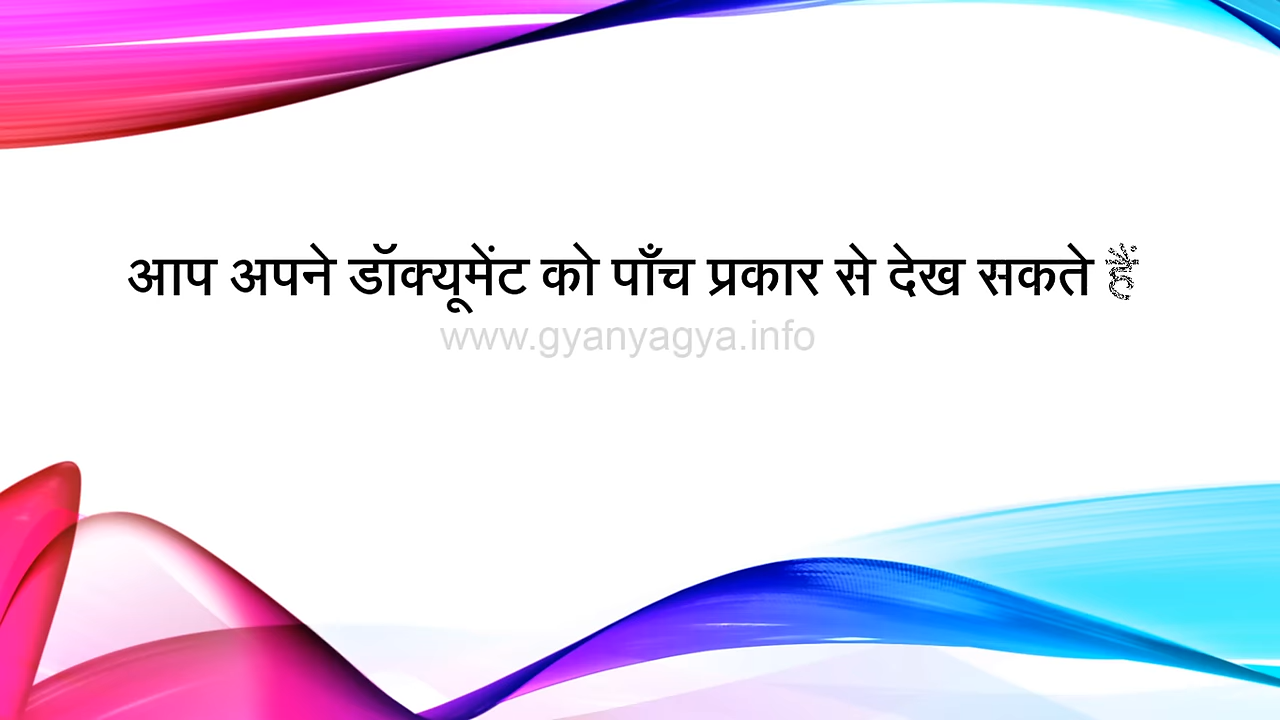 आप अपने डॉक्यूमेंट को पाँच प्रकार से देख सकते हैं
www.gyanyagya.info